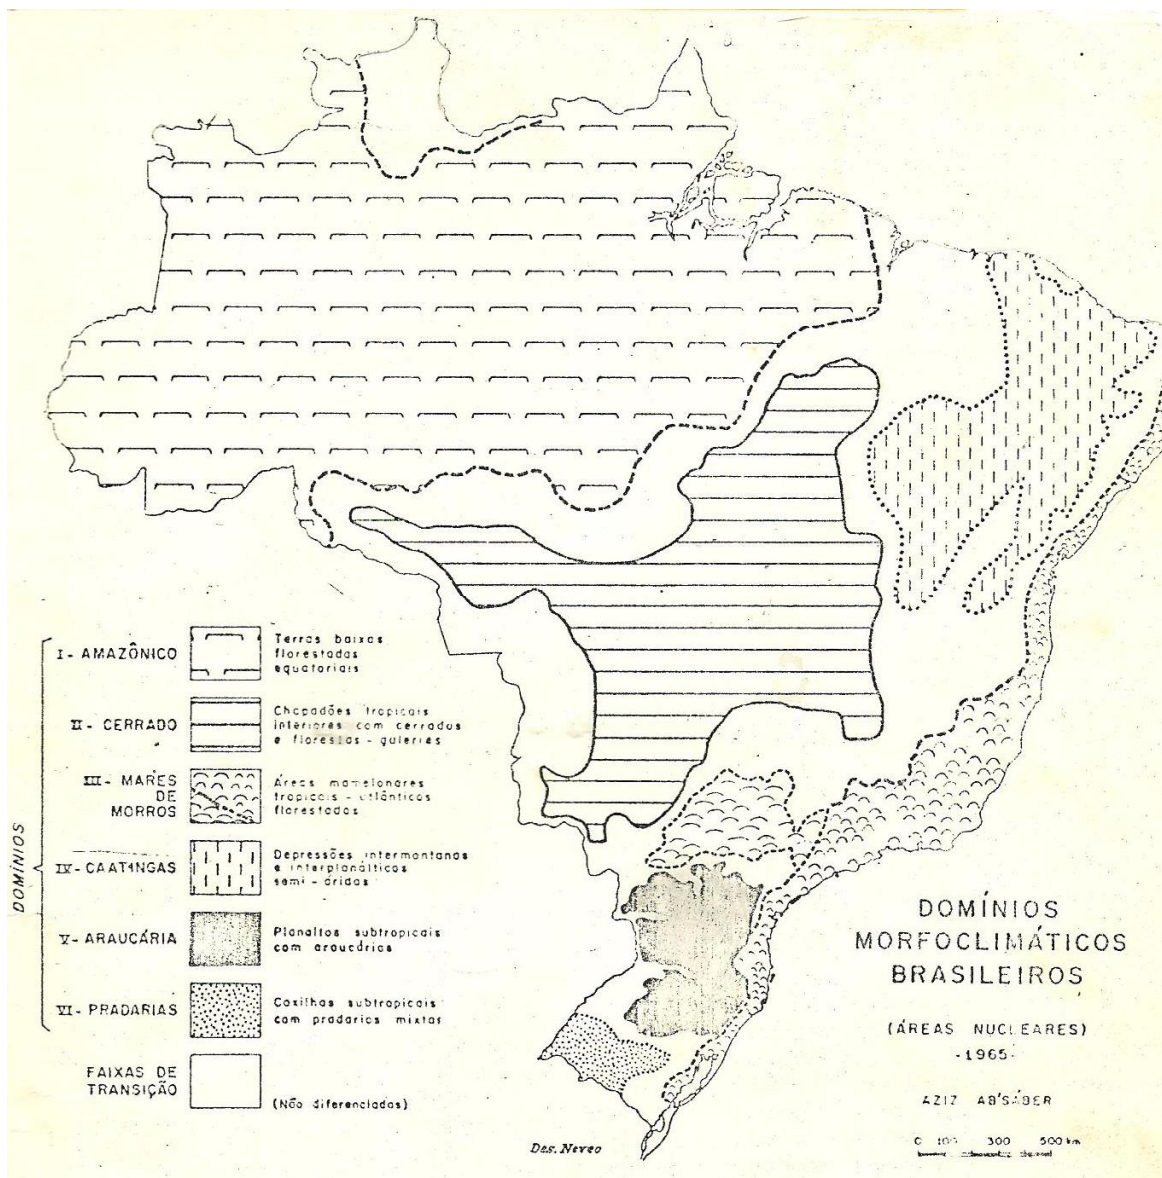 DOMÍNIOS
I - AMAZÔNICO
Terras baixas
florestadas
equatoriais
II - CERRADO
Chapadões tropicais
interiores com cerrados
e florestas - galerias
III - MARES
DE
MORROS
Áreas mamelonares
tropicais - atlânticas
florestadas
IV - CAATINGAS
Depressões intermontanas
e interplanálticas
semi - áridas
V - ARAUCÁRIA
Planaltos subtropicais
com araucárias
VI - PRADARIAS
Coxilhas subtropicais
com pradarias mixtas
FAIXAS DE
TRANSIÇÃO
(Não diferenciadas)
DOMÍNIOS
MORFOCLIMÁTICOS
BRASILEIROS
(ÁREAS NUCLEARES)
-1965-
AZIZ AB'SÁBER
0 100 300 500 km
Des. Neveo